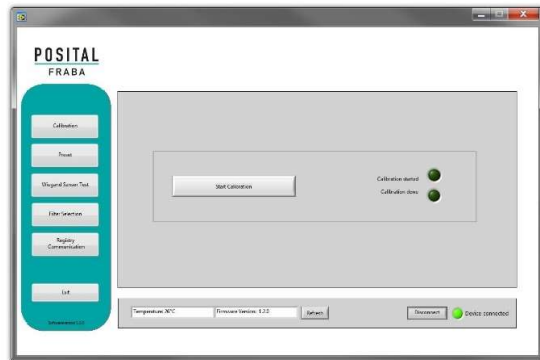 POSITAL
FRABA
Calibration
Preset
Wiegand Sensor Test
Filter Selection
Registry
Communication
Exit
Start Calibration
Calibration started
Calibration done
Temperature: 26°C
Firmware Version: 1.2.0
Refresh
Disconnect
Device connected